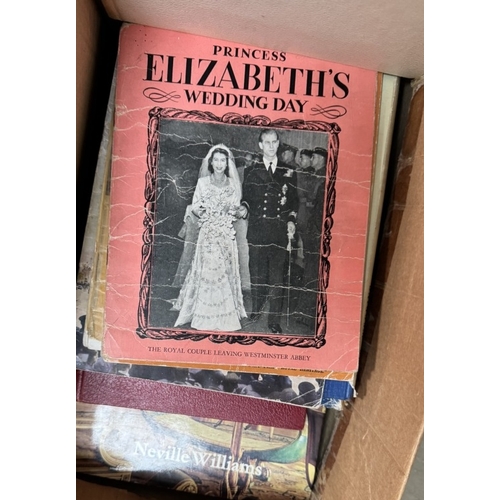 PRINCESS
ELIZABETH'S
WEDDING DAY
THE ROYAL COUPLE LEAVING WESTMINSTER ABBEY
Neville Williams